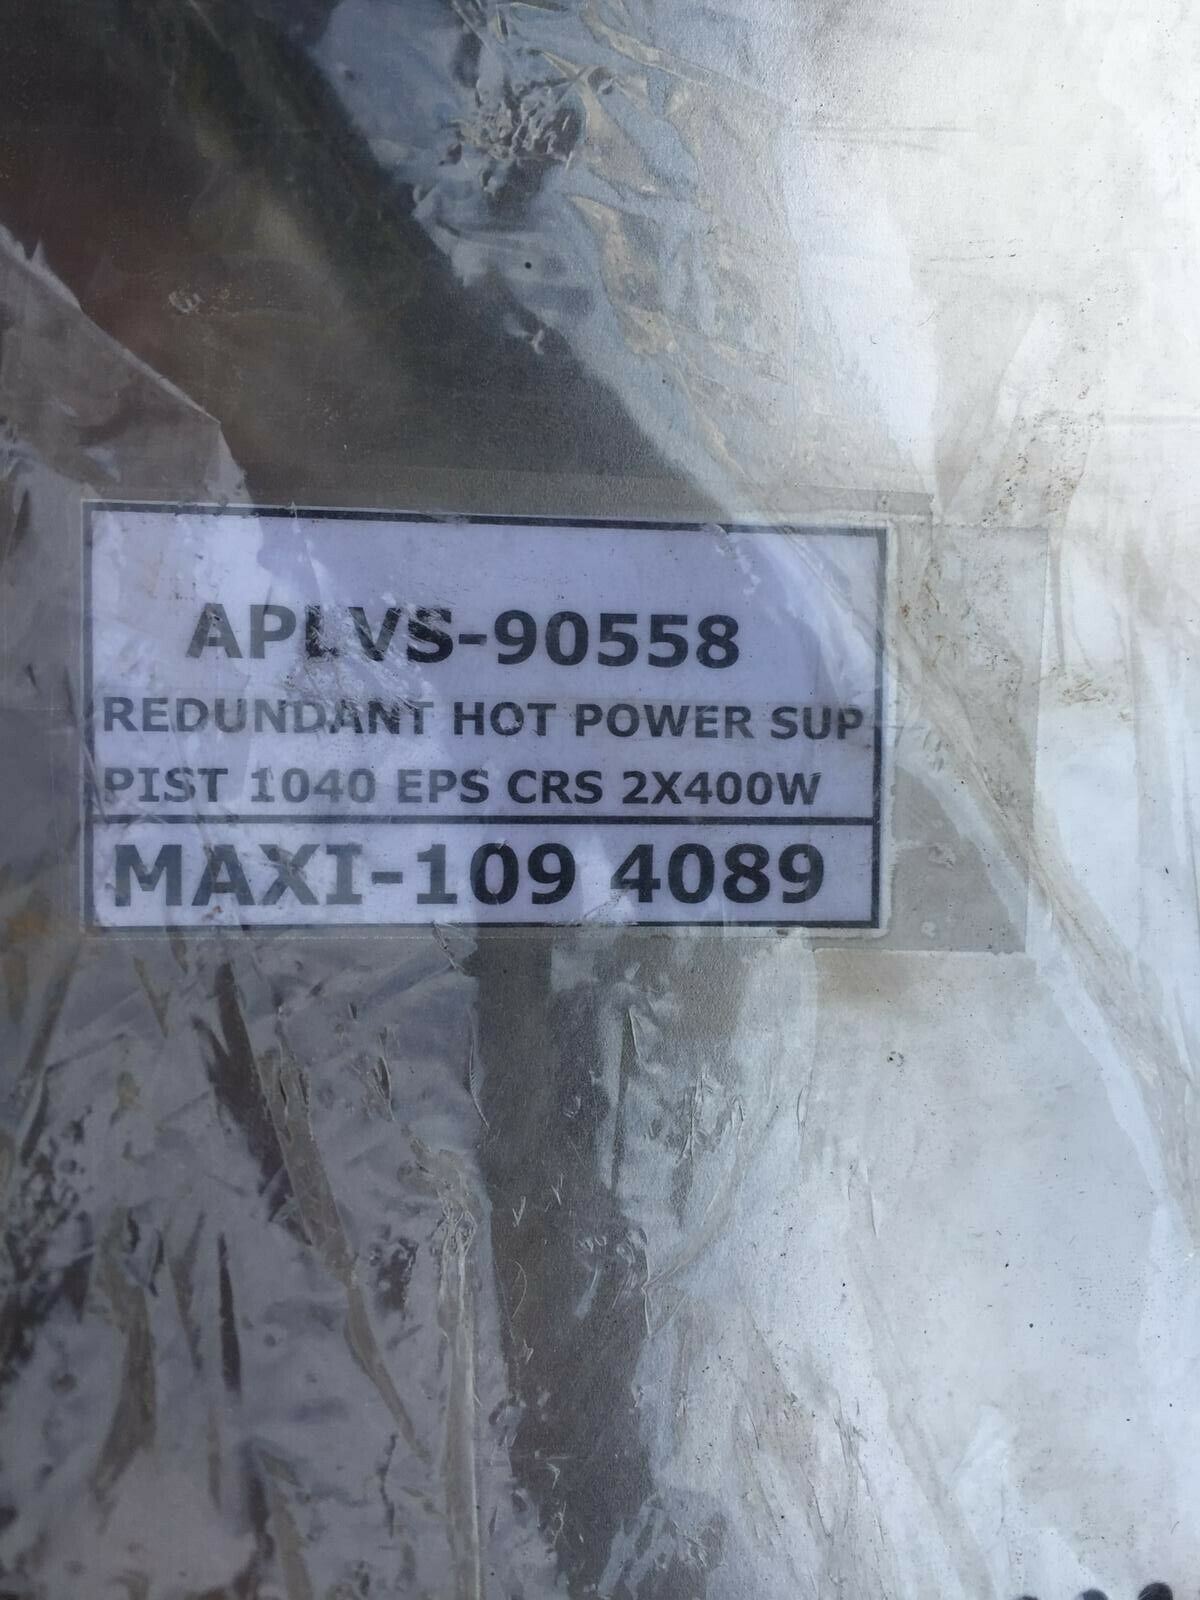 APLVS-90558
REDUNDANT HOT POWER SUP
PIST 1040 EPS CRS 2X400W
MAXI-109 4089